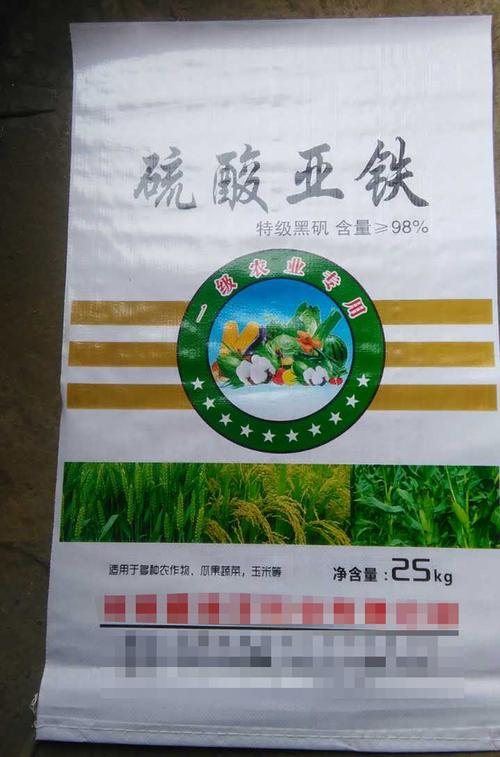 硫酸亚铁
特级黑矾 含量≥98%
一级农业专用
适用于多种农作物、瓜果蔬菜，玉米等
净含量：25kg